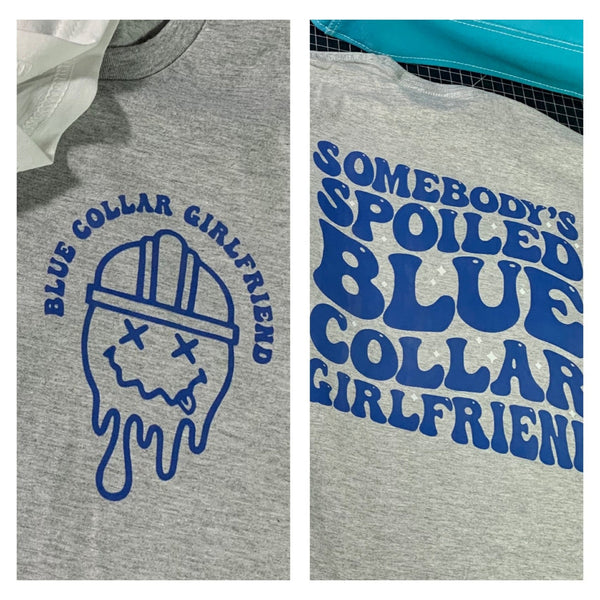 BLUE COLLAR GIRLFRIEND
SOMEBODY'S
SPOILED
BLUE
COLLAR
GIRLFRIEND